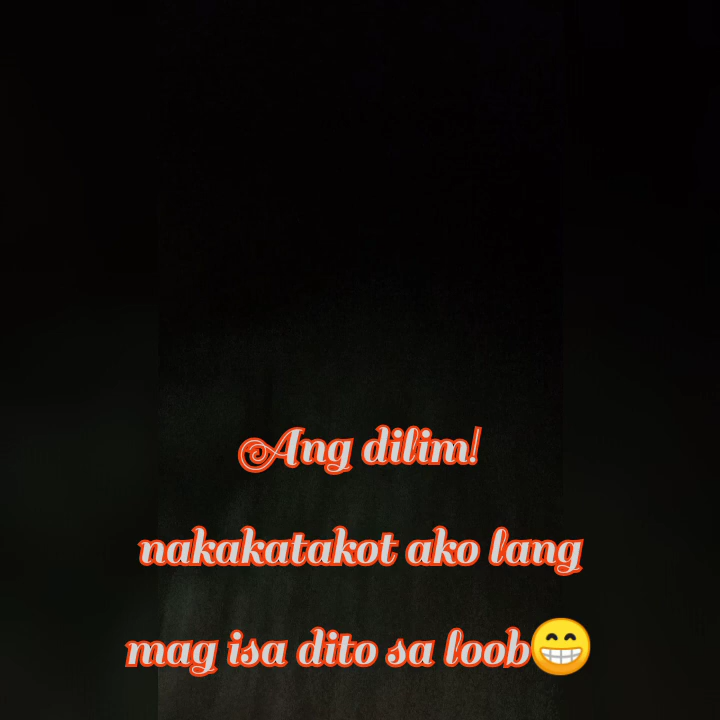 Ang dilim!
nakakatakot ako lang
mag isa dito sa loob😁